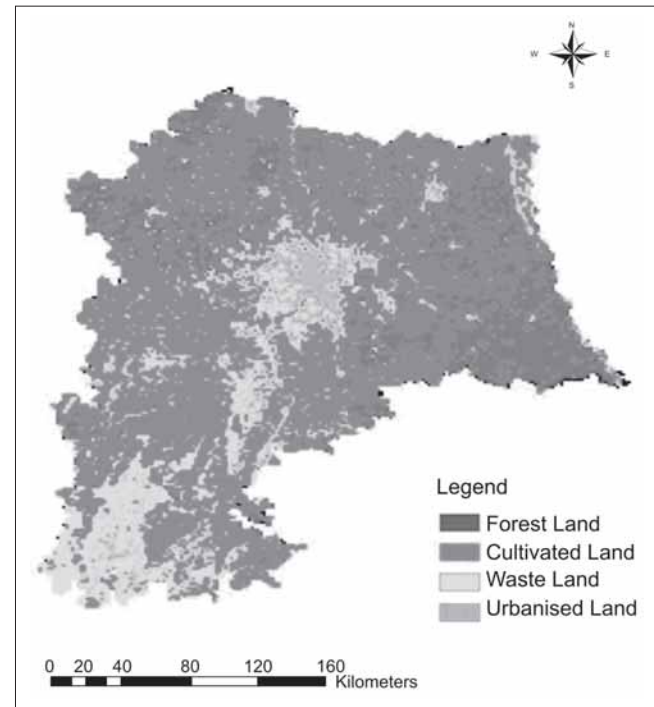 N
W E
S
Legend
Forest Land
Cultivated Land
Waste Land
Urbanised Land
0 20 40 80 120 160
Kilometers